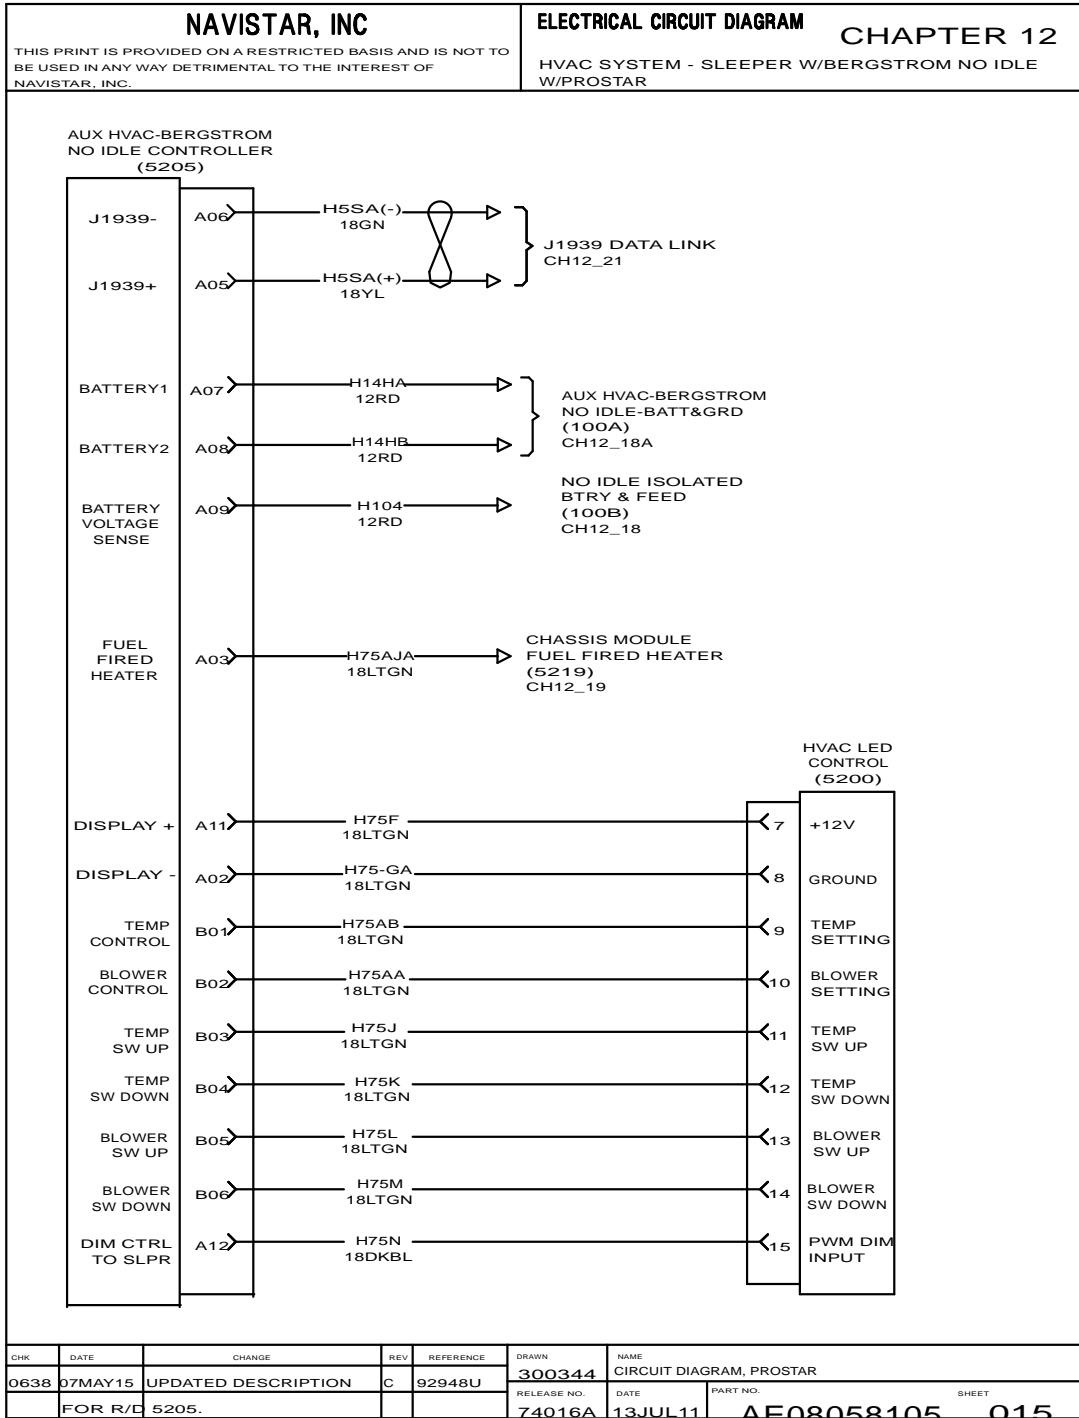 NAVISTAR, INC
THIS PRINT IS PROVIDED ON A RESTRICTED BASIS AND IS NOT TO
BE USED IN ANY WAY DETRIMENTAL TO THE INTEREST OF
NAVISTAR, INC.
ELECTRICAL CIRCUIT DIAGRAM
CHAPTER 12
HVAC SYSTEM - SLEEPER W/BERGSTROM NO IDLE
W/PROSTAR
AUX HVAC-BERGSTROM
NO IDLE CONTROLLER
(5205)
J1939- A06 H5SA(-)
18GN
J1939 DATA LINK
CH12_21
J1939+ A05 H5SA(+)
18YL
BATTERY1 A07 H14HA
12RD
AUX HVAC-BERGSTROM
NO IDLE-BATT&GRD
(100A)
CH12_18A
BATTERY2 A08 H14HB
12RD
NO IDLE ISOLATED
BTRY & FEED
(100B)
CH12_18
BATTERY
VOLTAGE
SENSE
A09 H104
12RD
FUEL
FIRED
HEATER
A03 H75AJA
18LTGN
CHASSIS MODULE
FUEL FIRED HEATER
(5219)
CH12_19
HVAC LED
CONTROL
(5200)
DISPLAY + A11 H75F 7 +12V
18LTGN
DISPLAY - A02 H75-GA 8 GROUND
18LTGN
TEMP
CONTROL
B01 H75AB
18LTGN
9 TEMP
SETTING
BLOWER
CONTROL
B02 H75AA
18LTGN
10 BLOWER
SETTING
TEMP
SW UP
B03 H75J
18LTGN
11 TEMP
SW UP
TEMP
SW DOWN
B04 H75K
18LTGN
12 TEMP
SW DOWN
BLOWER
SW UP
B05 H75L
18LTGN
13 BLOWER
SW UP
BLOWER
SW DOWN
B06 H75M
18LTGN
14 BLOWER
SW DOWN
DIM CTRL
TO SLPR
A12 H75N
18DKBL
15 PWM DIM
INPUT
CHK DATE CHANGE REV REFERENCE
0638 07MAY15 UPDATED DESCRIPTION C 92948U
FOR R/D 5205.
DRAWN
300344
NAME
CIRCUIT DIAGRAM, PROSTAR
RELEASE NO.
74016A
DATE
13JUL11
PART NO.
AE08058105
SHEET
015